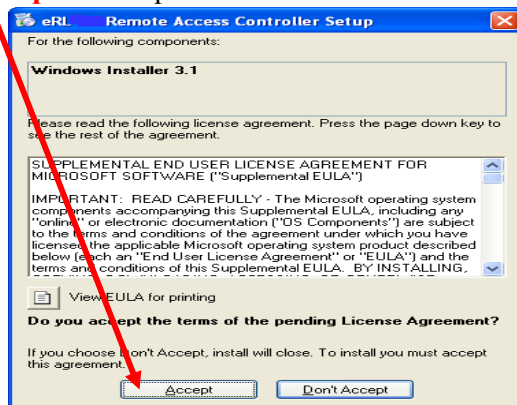 eRL Remote Access Controller Setup
For the following components:
Windows Installer 3.1
Please read the following license agreement. Press the page down key to
see the rest of the agreement.
SUPPLEMENTAL END USER LICENSE AGREEMENT FOR
MICROSOFT SOFTWARE ("Supplemental EULA")
IMPORTANT: READ CAREFULLY - The Microsoft operating system
components accompanying this Supplemental EULA, including any
"online" or electronic documentation ("OS Components") are subject
to the terms and conditions of the agreement under which you have
licensed the applicable Microsoft operating system product described
below (each an "End User License Agreement" or "EULA") and the
terms and conditions of this Supplemental EULA. BY INSTALLING,
View EULA for printing
Do you accept the terms of the pending License Agreement?
If you choose Don't Accept, install will close. To install you must accept
this agreement.
Accept
Don't Accept